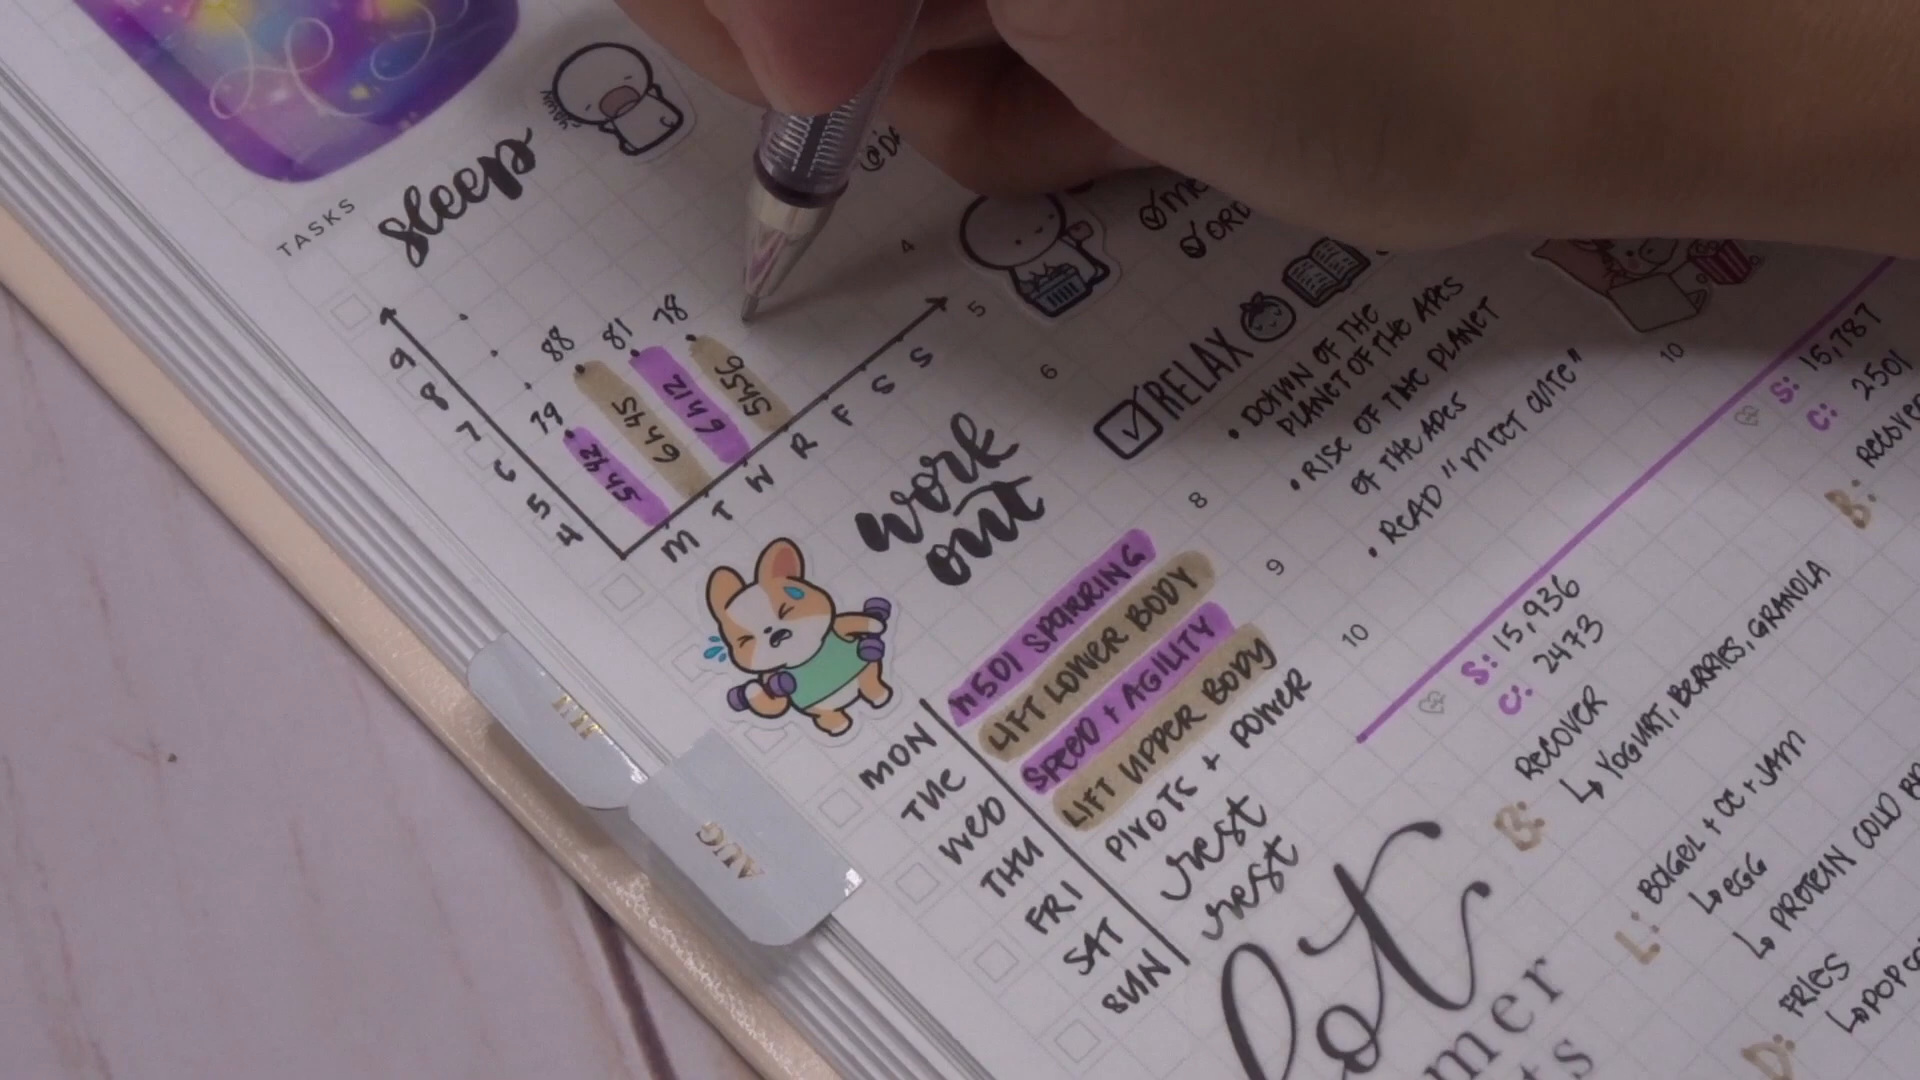 TASKS
sleep
YAWN
9
8
7
6
5
4
79
88
81
78
5h42
6h45
6h12
5h56
M T W R F S S
work
out
MON
TUE
WED
THU
FRI
SAT
SUN
SPARRING
LIFT LOWER BODY
SPEED + AGILITY
LIFT UPPER BODY
PIVOTS + POWER
rest
rest
JUL
AUG
4
5
6
8
9
10
RELAX
• DOWN OF THE
PLANET OF THE APES
• RISE OF THE PLANET
OF THE APES
• READ "MEET CUTE"
10
S: 15,936
C: 2473
RECOVER
B:
↳ YOGURT, BERRIES, GRANOLA
L: BAGEL + CC + JAM
↳ EGG
↳ PROTEIN COLD
D: FRIES
S: 15,787
C: 2501
B: